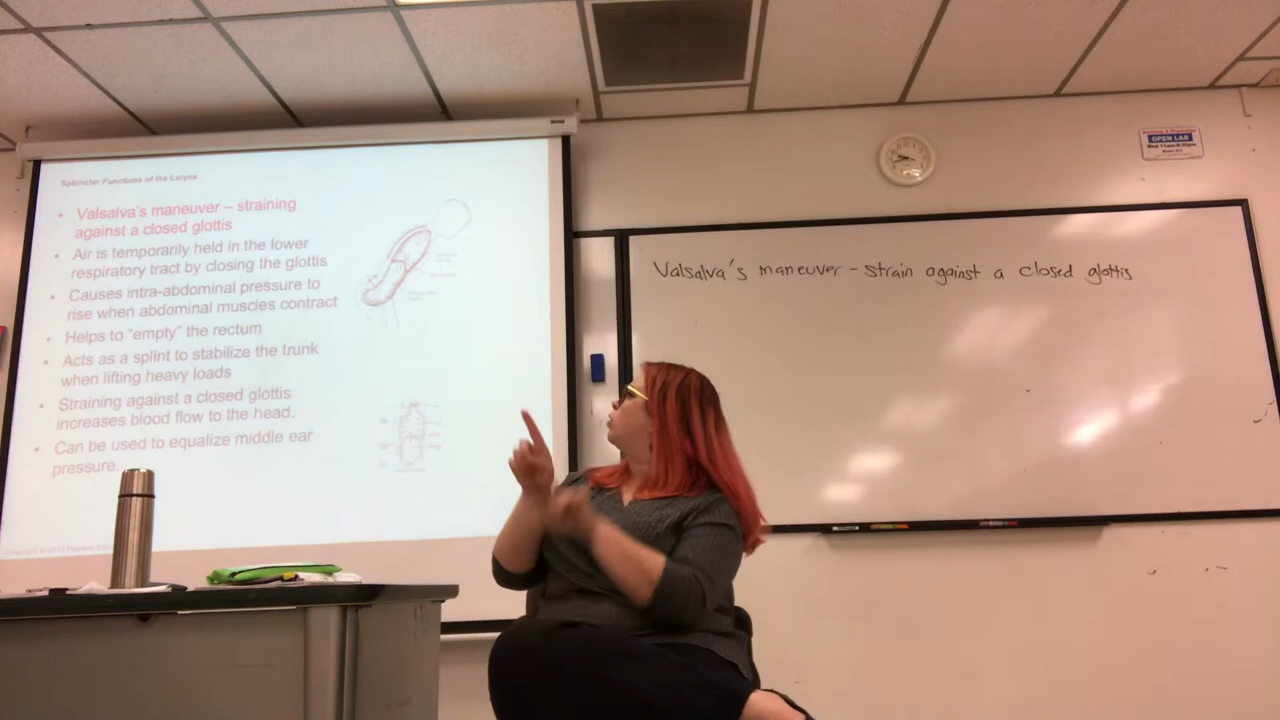 Sphincter Functions of the Larynx
Valsalva's maneuver – straining
against a closed glottis
Air is temporarily held in the lower
respiratory tract by closing the glottis
Causes intra-abdominal pressure to
rise when abdominal muscles contract
Helps to “empty” the rectum
Acts as a splint to stabilize the trunk
when lifting heavy loads
Straining against a closed glottis
increases blood flow to the head.
Can be used to equalize middle ear
pressure.
Valsalva's maneuver - strain against a closed glottis
OPEN LAB